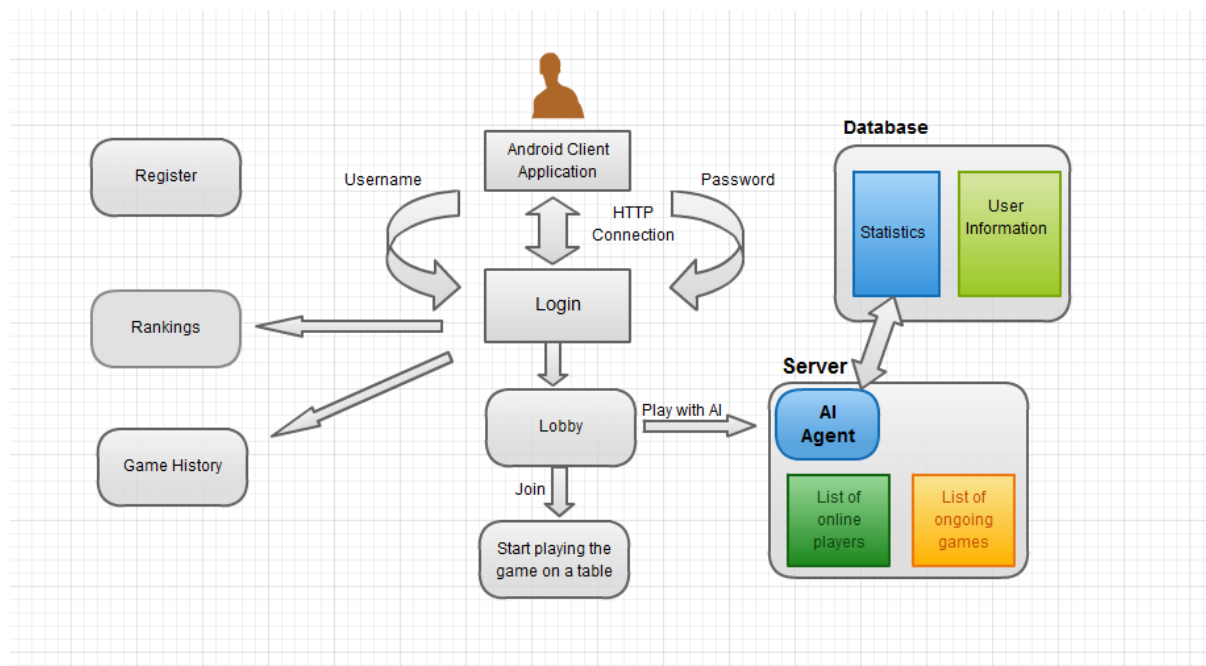 Android Client
Application
Database
Register
Username
Password
HTTP
Connection
Statistics
User
Information
Login
Rankings
Server
Lobby
Play with AI
AI
Agent
Game History
Join
List of
online
players
List of
ongoing
games
Start playing the
game on a table